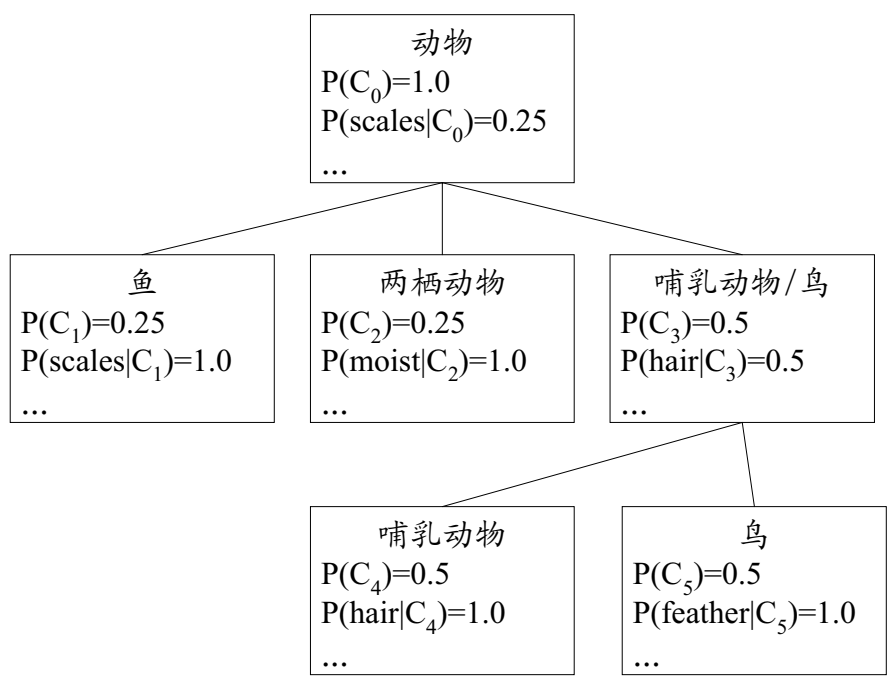 动物
P(C₀)=1.0
P(scales|C₀)=0.25
...
鱼
P(C₁)=0.25
P(scales|C₁)=1.0
...
两栖动物
P(C₂)=0.25
P(moist|C₂)=1.0
...
哺乳动物/鸟
P(C₃)=0.5
P(hair|C₃)=0.5
...
哺乳动物
P(C₄)=0.5
P(hair|C₄)=1.0
...
鸟
P(C₅)=0.5
P(feather|C₅)=1.0
...